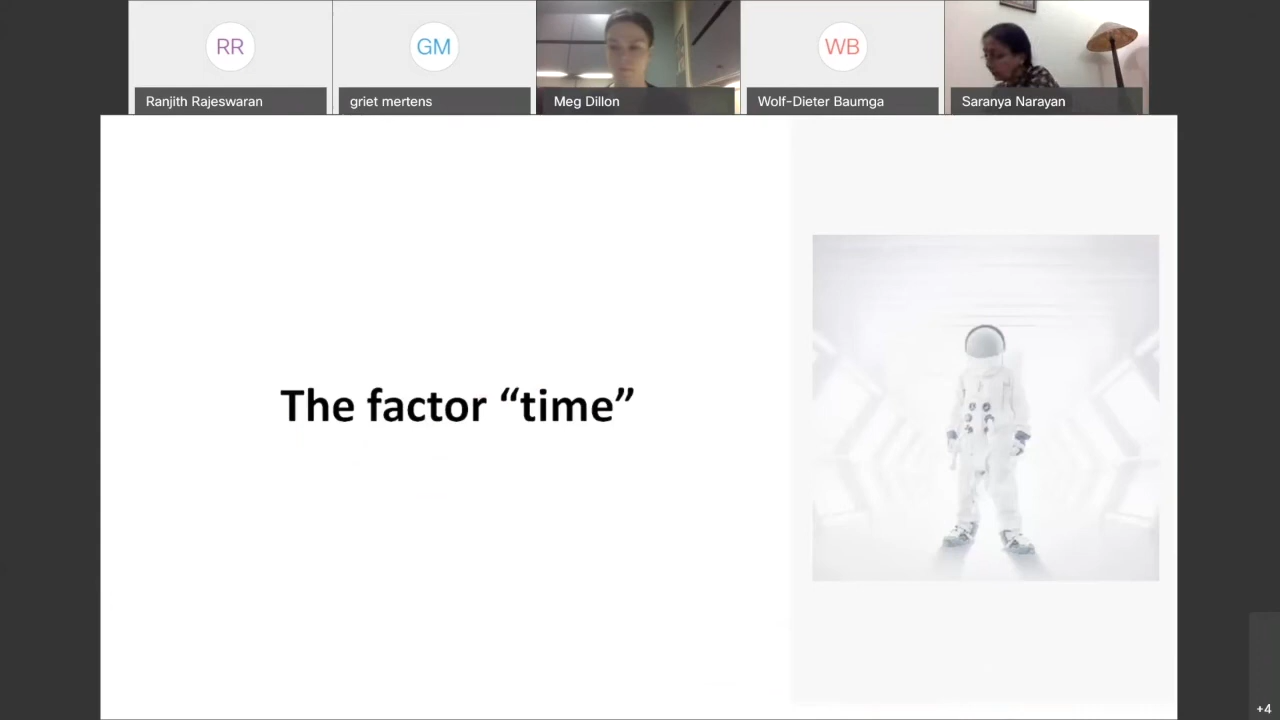 RR
GM
WB
Ranjith Rajeswaran
griet mertens
Meg Dillon
Wolf-Dieter Baumga
Saranya Narayan
The factor “time”
+4